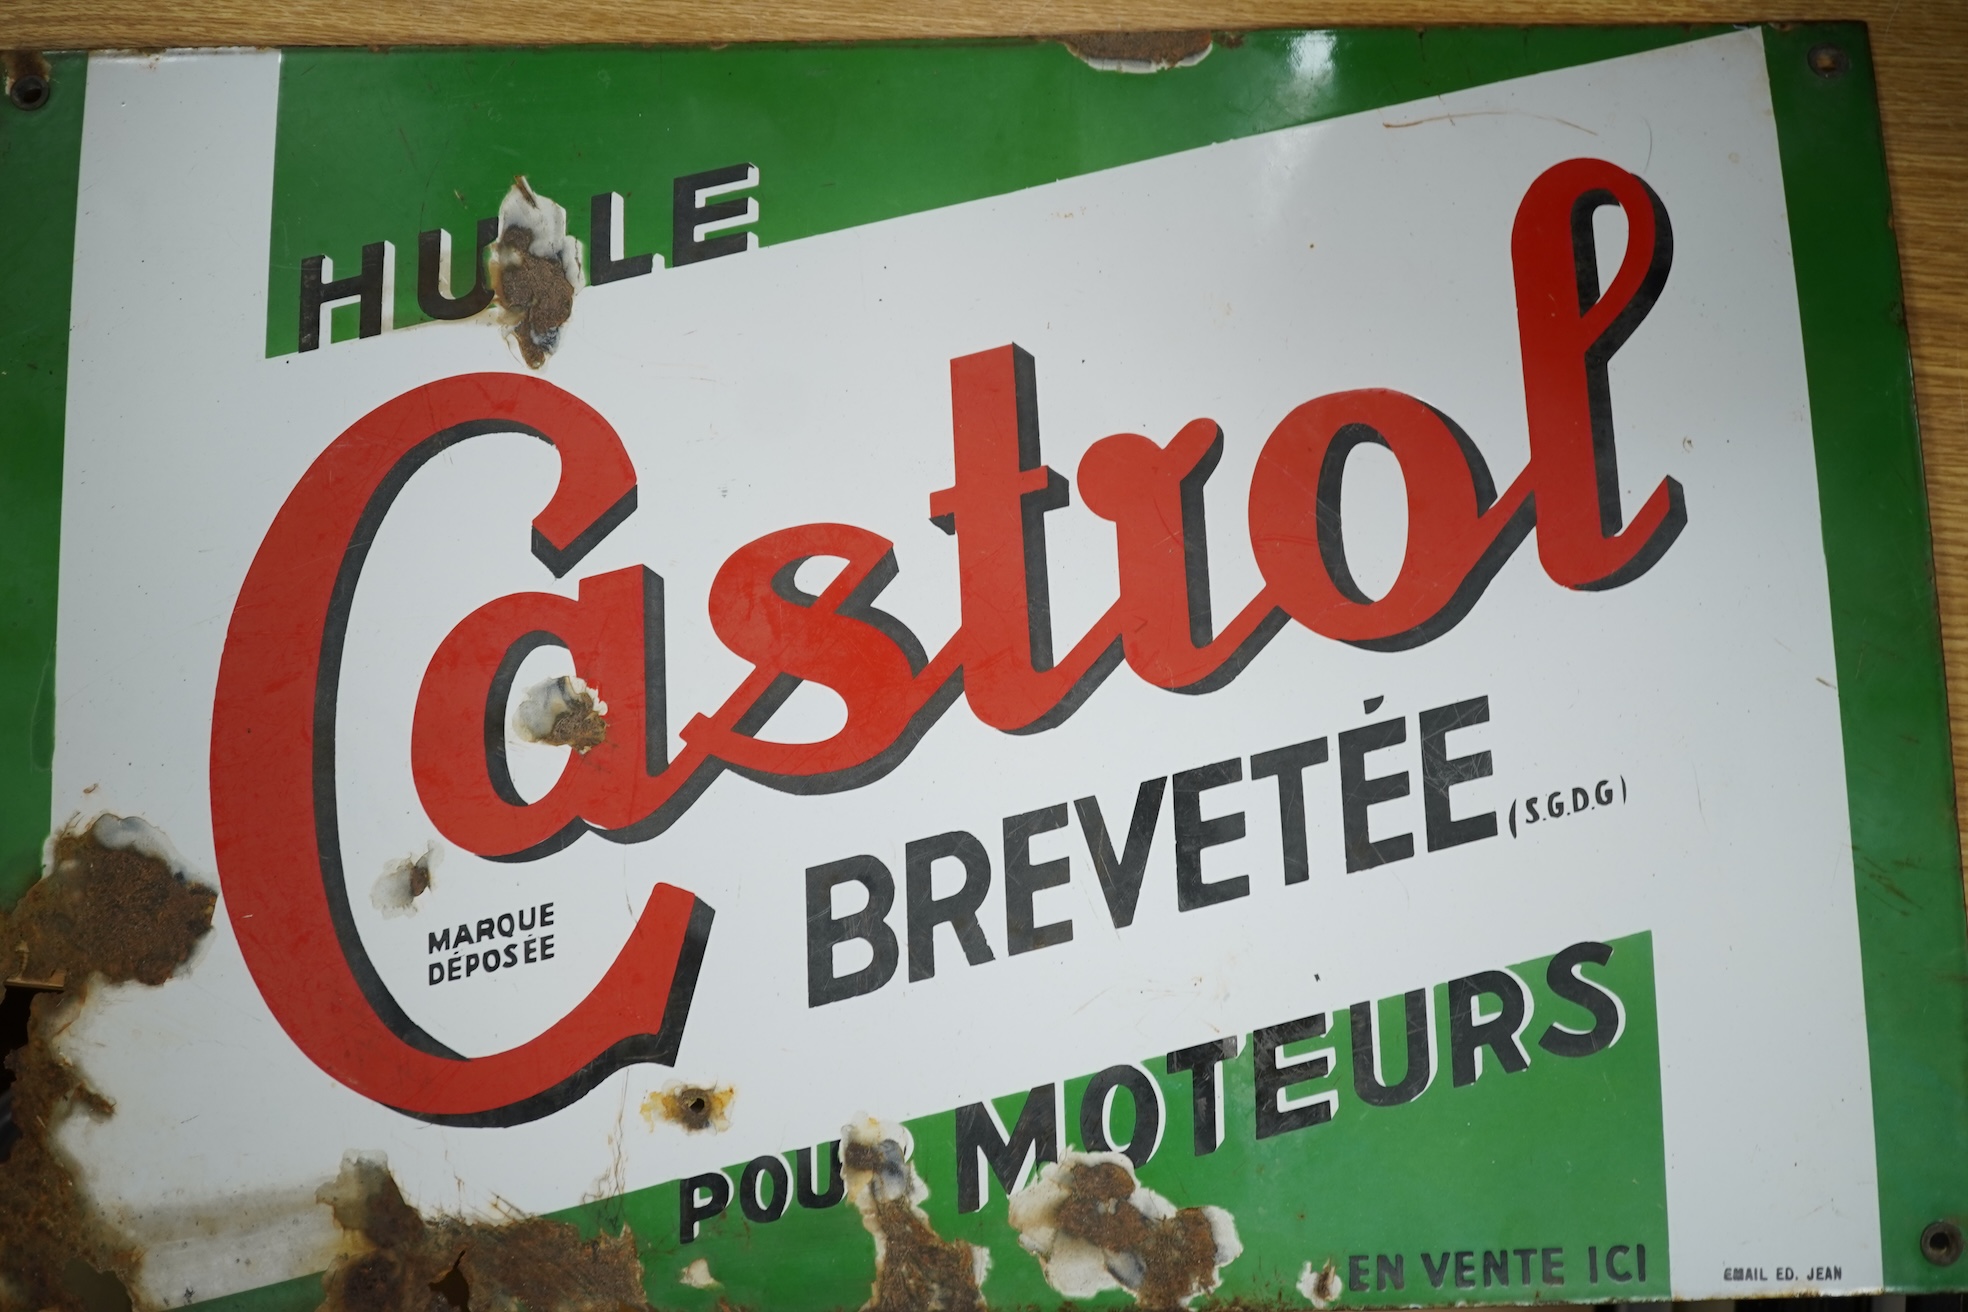 HUILE
Castrol
MARQUE
DÉPOSÉE
BREVETÉE (S.G.D.G)
POUR MOTEURS
EN VENTE ICI
EMAIL ED. JEAN